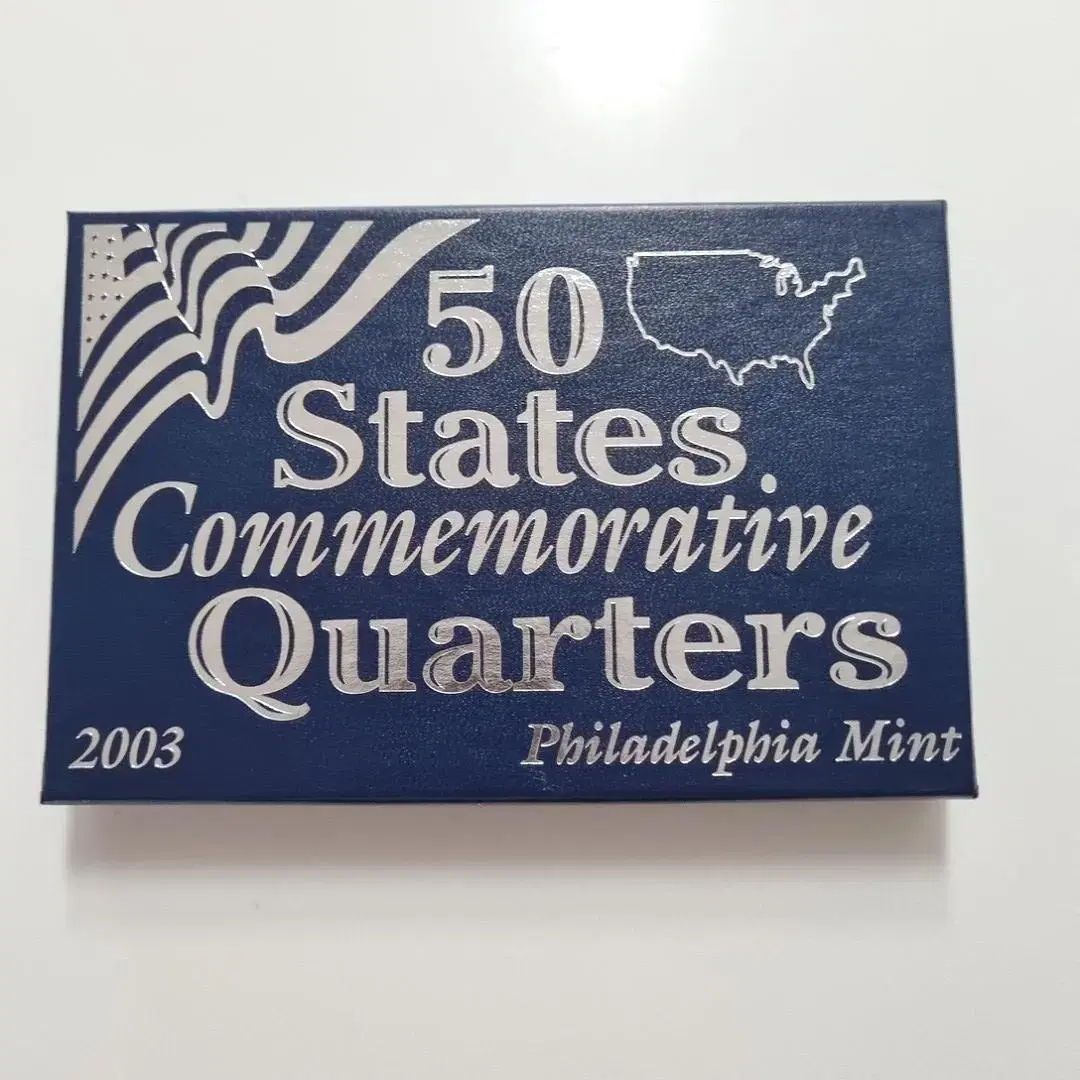 50
States
Commemorative
Quarters
2003
Philadelphia Mint